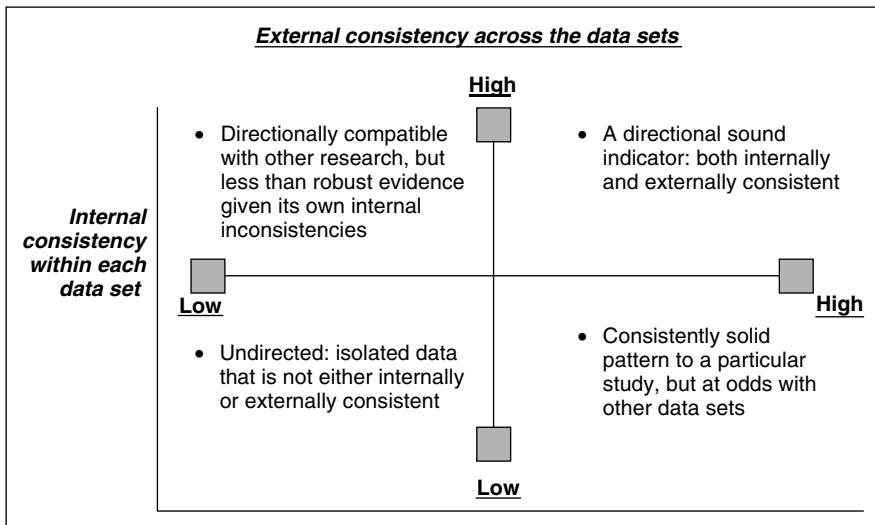 External consistency across the data sets
High
• Directionally compatible
with other research, but
less than robust evidence
given its own internal
inconsistencies
• A directional sound
indicator: both internally
and externally consistent
Internal
consistency
within each
data set
Low
High
• Undirected: isolated data
that is not either internally
or externally consistent
• Consistently solid
pattern to a particular
study, but at odds with
other data sets
Low